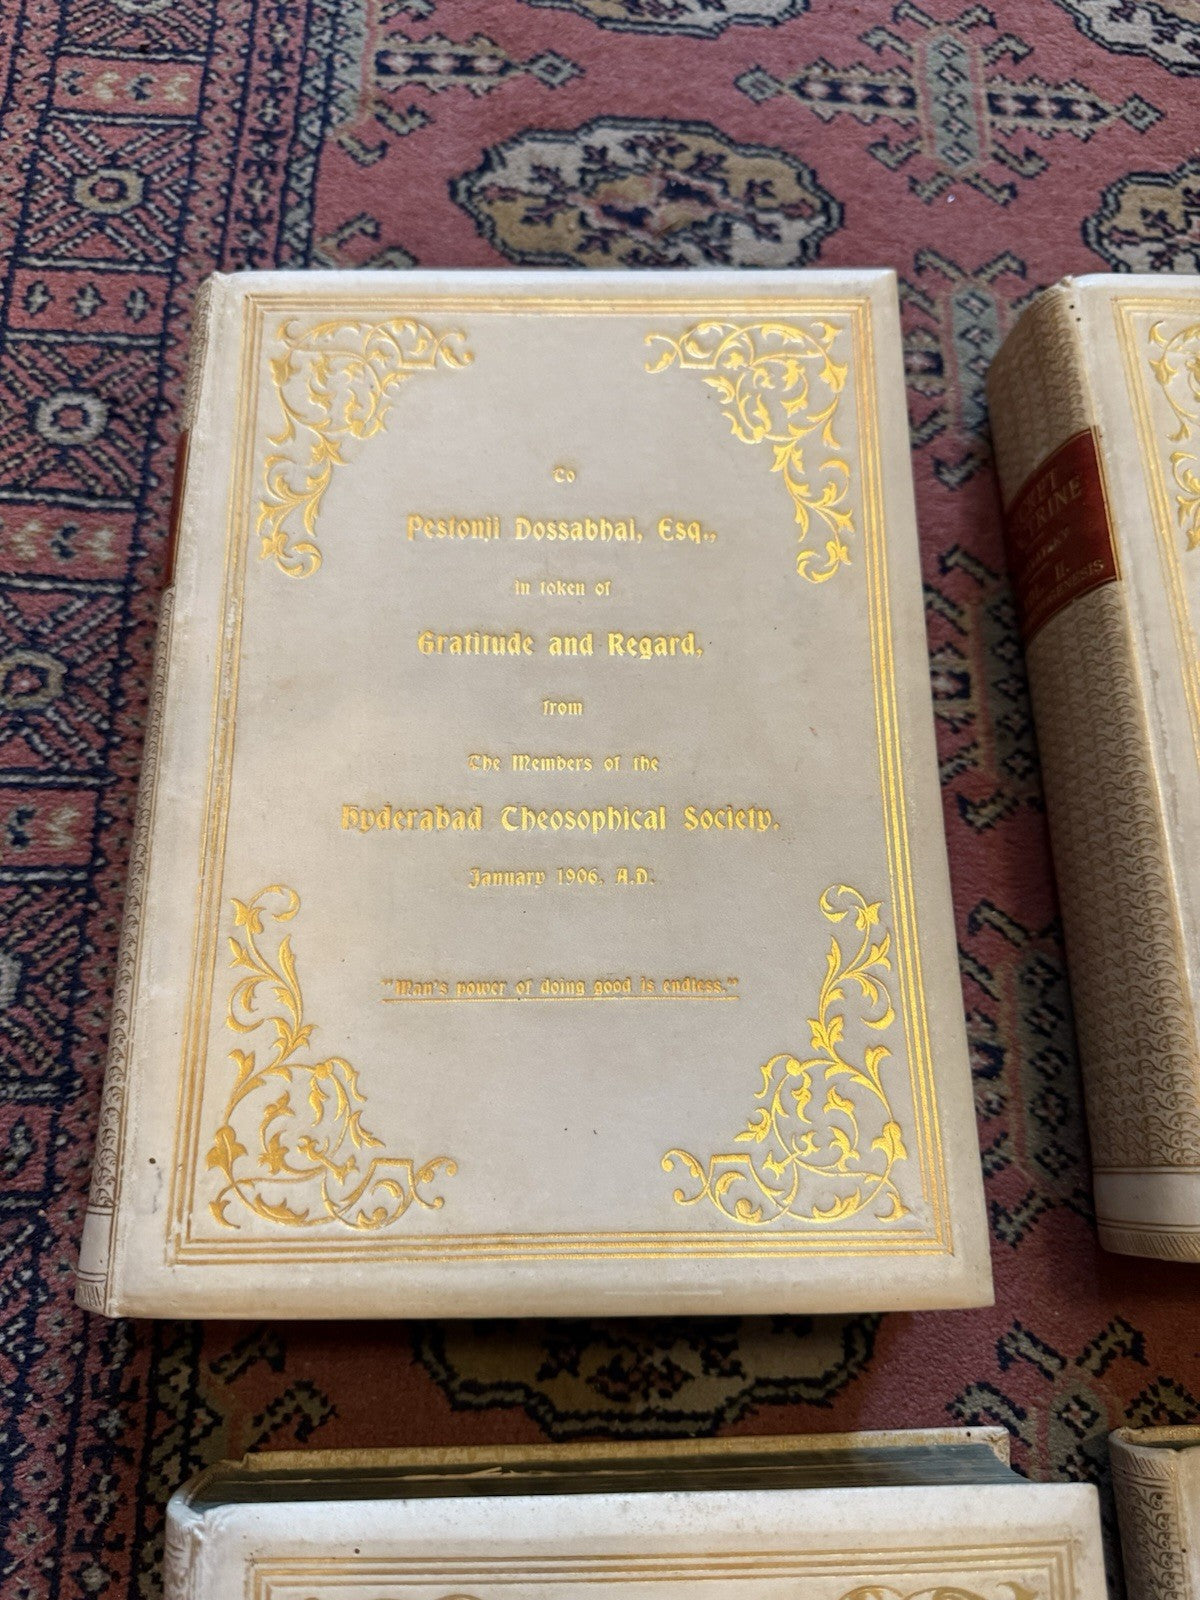 To
Pestonji Dossabhai, Esq.,
in token of
Gratitude and Regard,
from
The Members of the
Hyderabad Theosophical Society.
January 1906. A.D.
"Man's power of doing good is endless."
TRINE